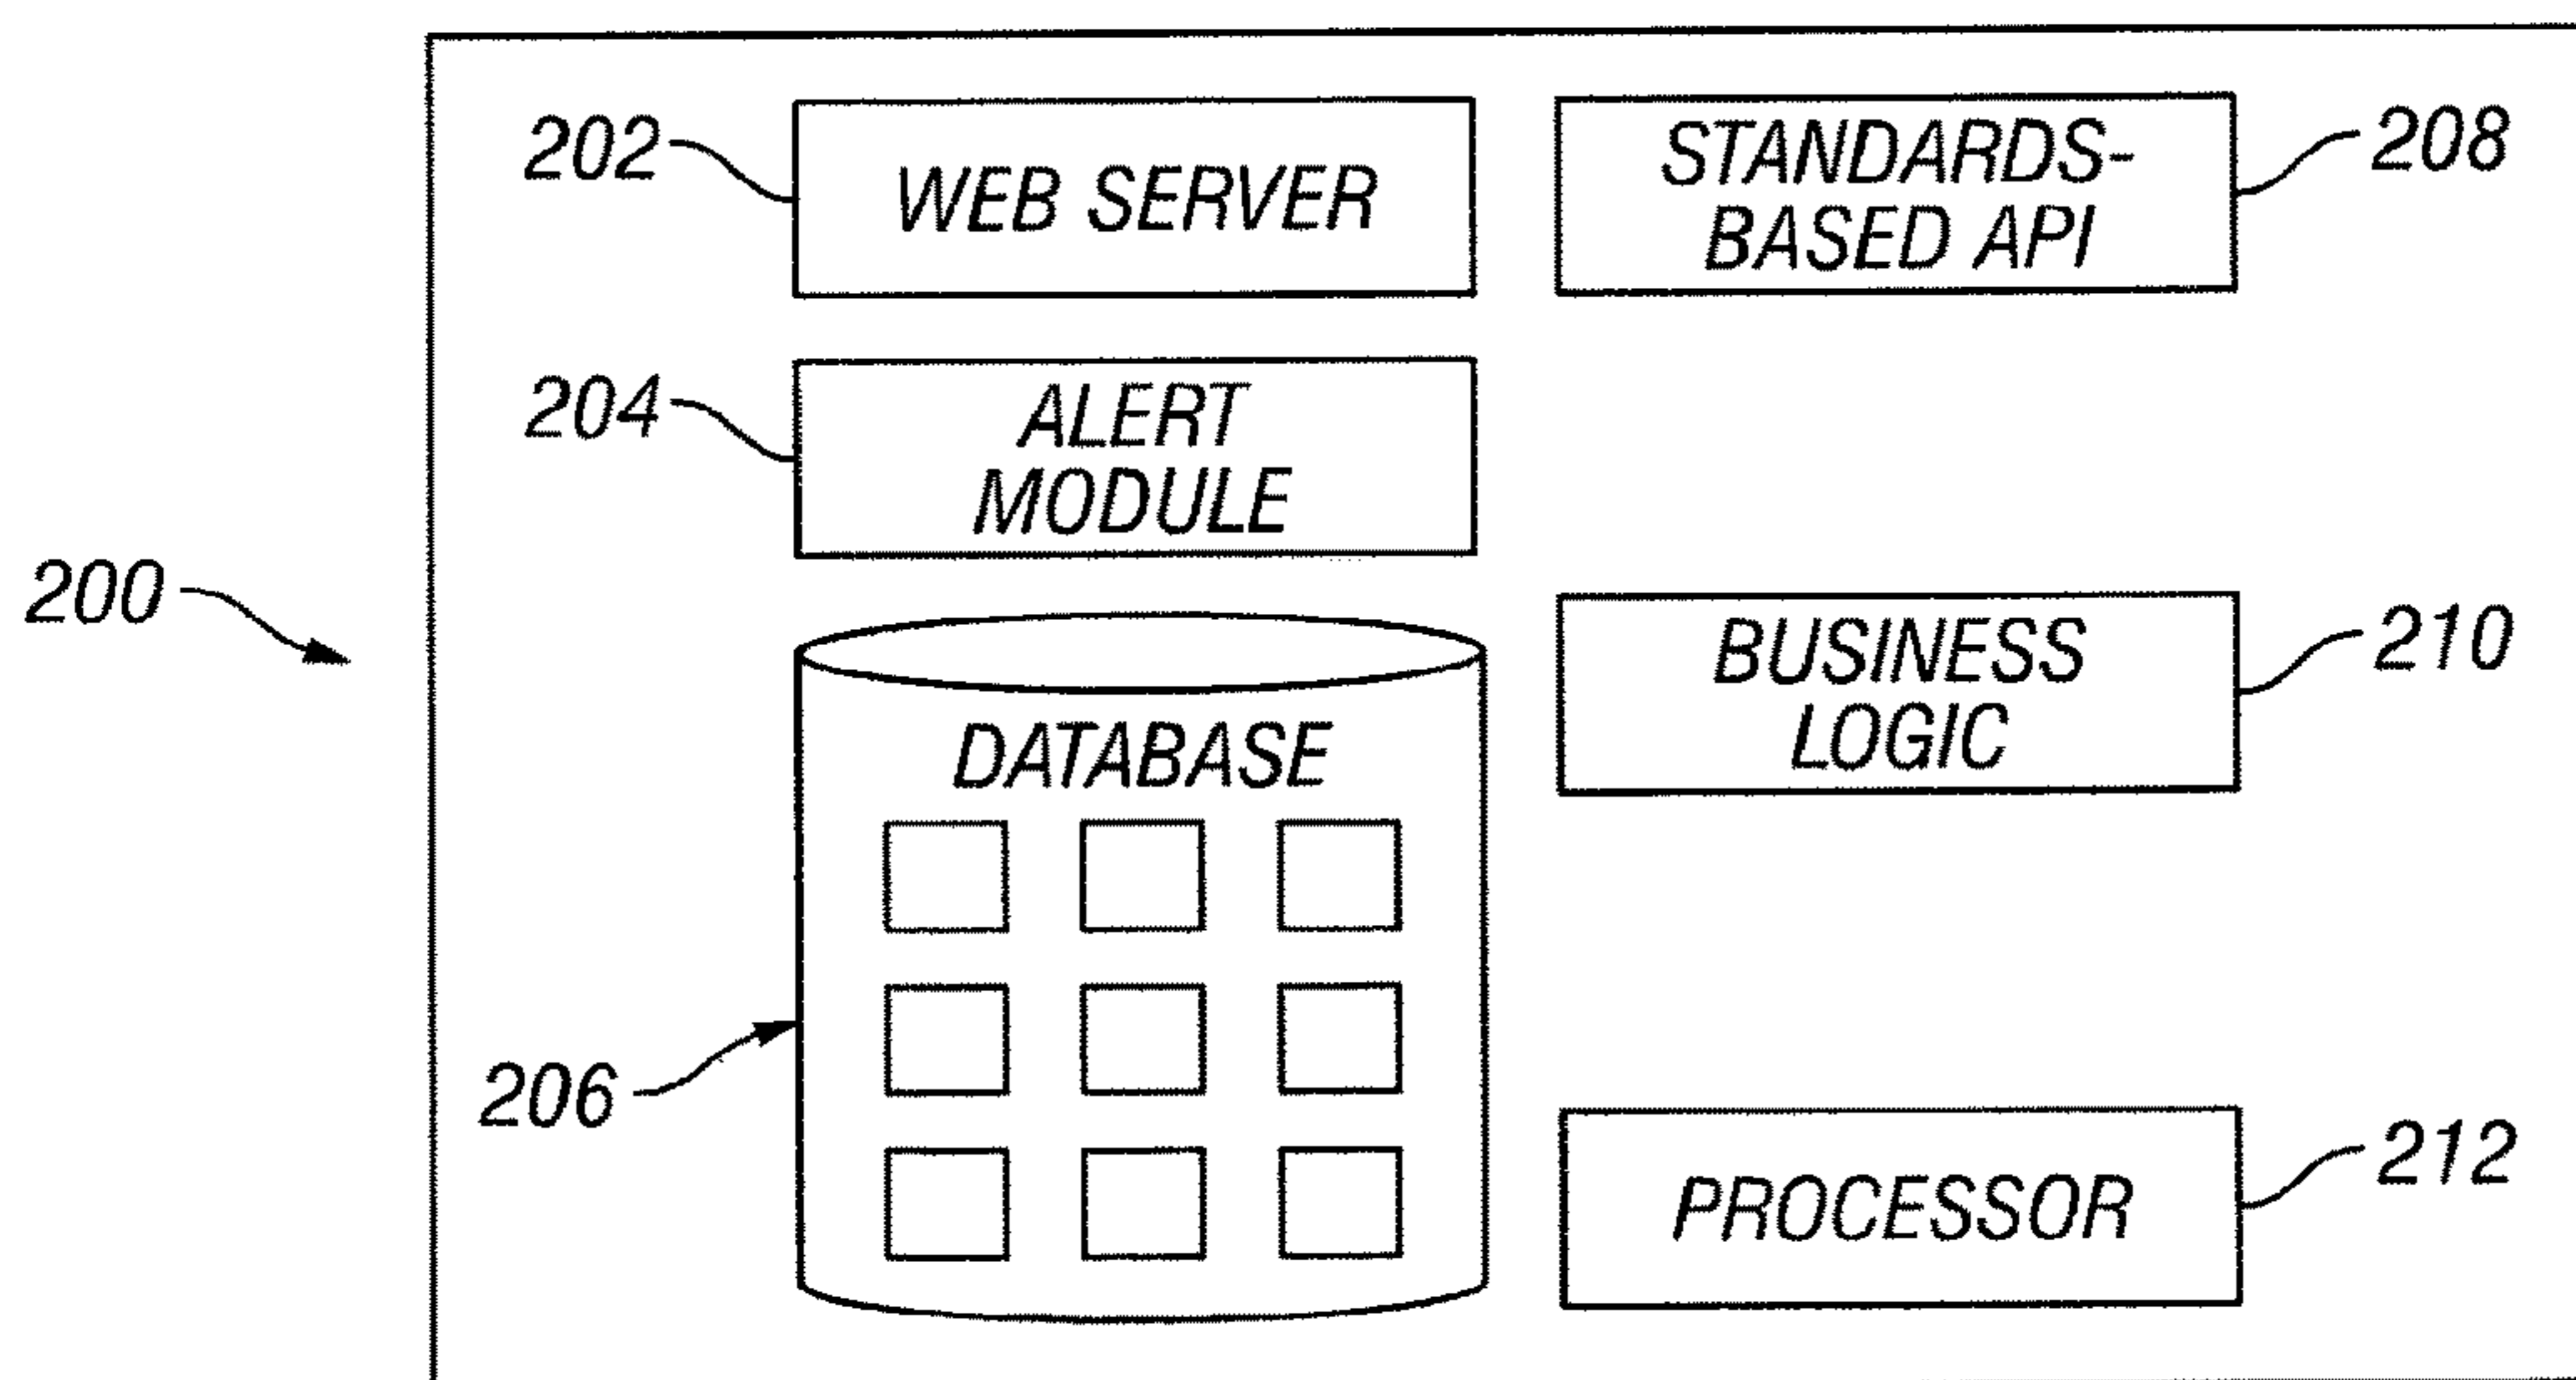 202
WEB SERVER
STANDARDS-
BASED API
208
204
ALERT
MODULE
200
BUSINESS
LOGIC
210
DATABASE
206
PROCESSOR
212